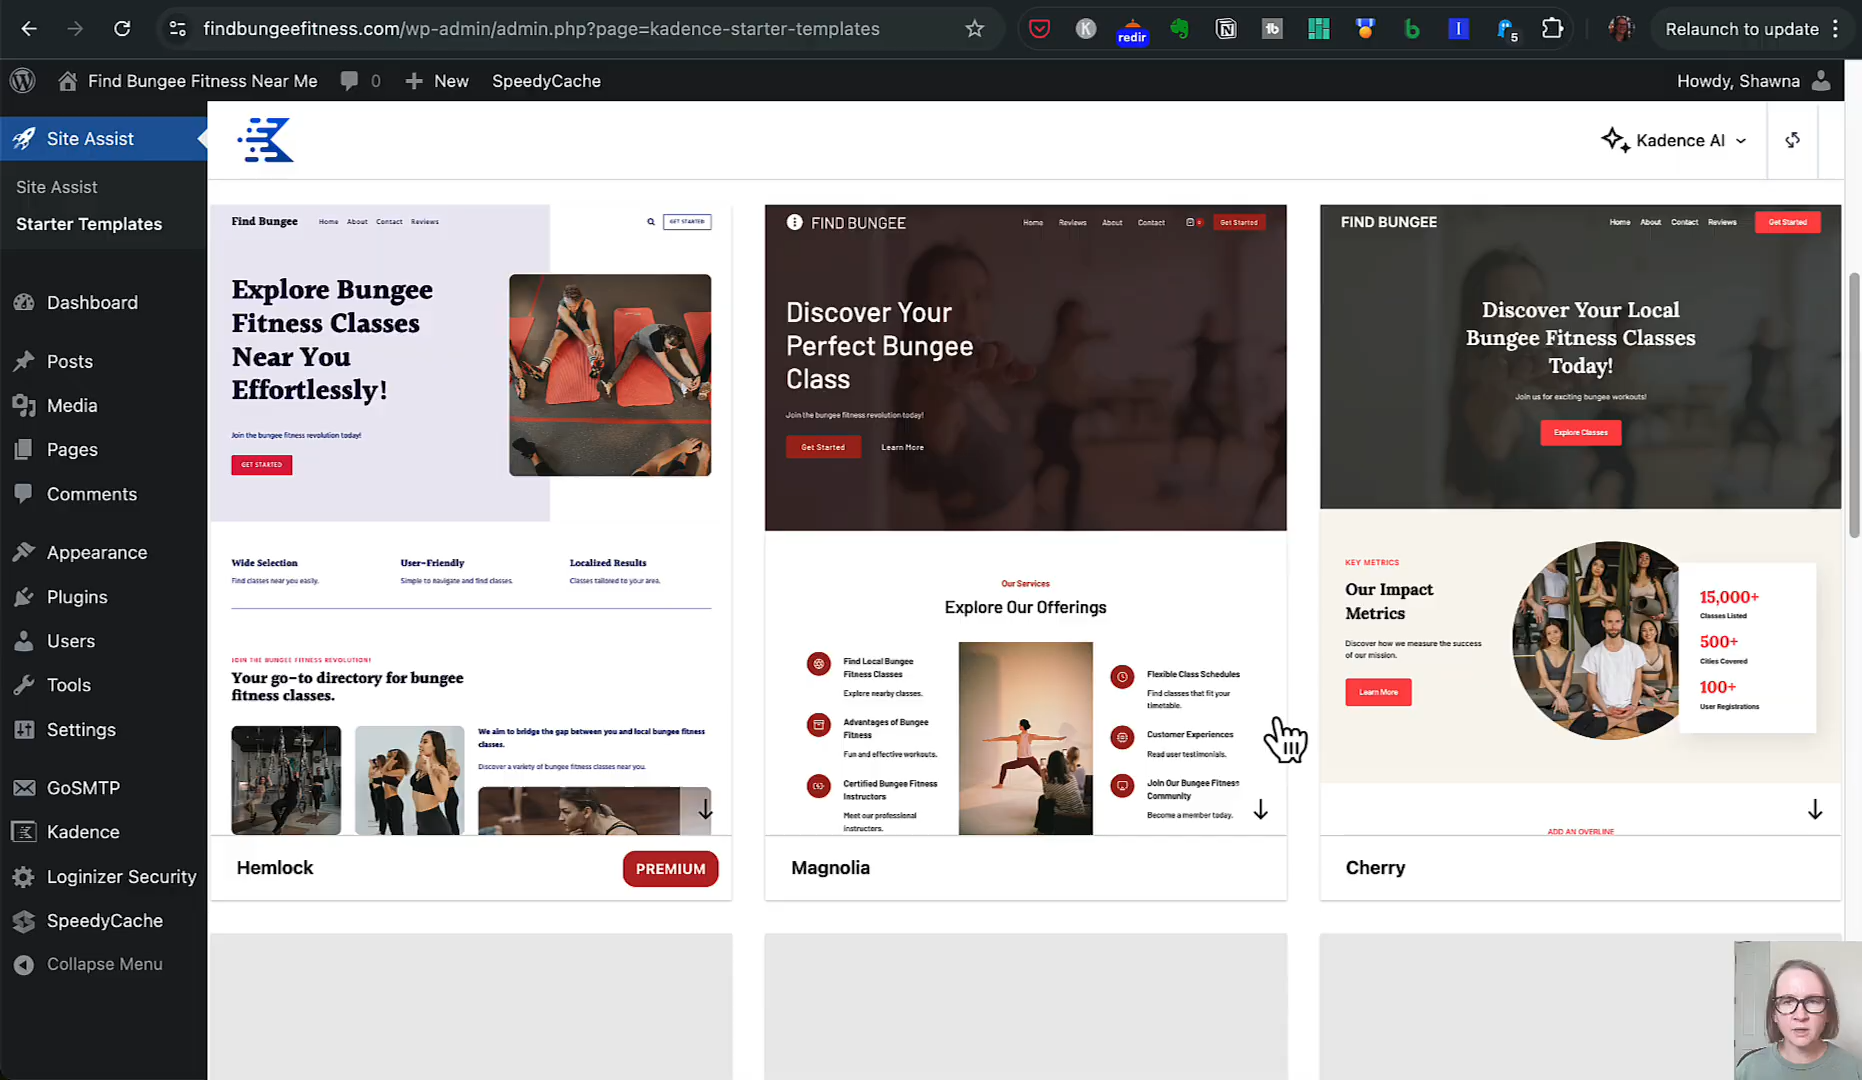 findbungeefitness.com/wp-admin/admin.php?page=kadence-starter-templates
redir
5
Relaunch to update
Find Bungee Fitness Near Me
0
New
SpeedyCache
Howdy, Shawna
Site Assist
Site Assist
Starter Templates
Dashboard
Posts
Media
Pages
Comments
Appearance
Plugins
Users
Tools
Settings
GoSMTP
Kadence
Loginizer Security
SpeedyCache
Collapse Menu
Kadence AI
Find Bungee
Home About Contact Reviews
GET STARTED
Explore Bungee
Fitness Classes
Near You
Effortlessly!
Join the bungee fitness revolution today!
GET STARTED
Wide Selection
Find classes near you easily.
User-Friendly
Simple to navigate and find classes.
Localized Results
Classes tailored to your area.
JOIN THE BUNGEE FITNESS REVOLUTION!
Your go-to directory for bungee
fitness classes.
We aim to bridge the gap between you and local bungee fitness
classes.
Discover a variety of bungee fitness classes near you.
Hemlock
PREMIUM
FIND BUNGEE
Home Reviews About Contact
Get Started
Discover Your
Perfect Bungee
Class
Join the bungee fitness revolution today!
Get Started
Learn More
Our Services
Explore Our Offerings
Find Local Bungee
Fitness Classes
Explore nearby classes.
Advantages of Bungee
Fitness
Fun and effective workouts.
Certified Bungee Fitness
Instructors
Meet our professional
instructors.
Flexible Class Schedules
Find classes that fit your
timetable.
Customer Experiences
Read user testimonials.
Join Our Bungee Fitness
Community
Become a member today.
Magnolia
FIND BUNGEE
Home About Contact Reviews
Get Started
Discover Your Local
Bungee Fitness Classes
Today!
Join us for exciting bungee workouts!
Explore Classes
KEY METRICS
Our Impact
Metrics
Discover how we measure the success
of our mission.
Learn More
15,000+
Classes Listed
500+
Cities Covered
100+
User Registrations
ADD AN OVERLINE
Cherry